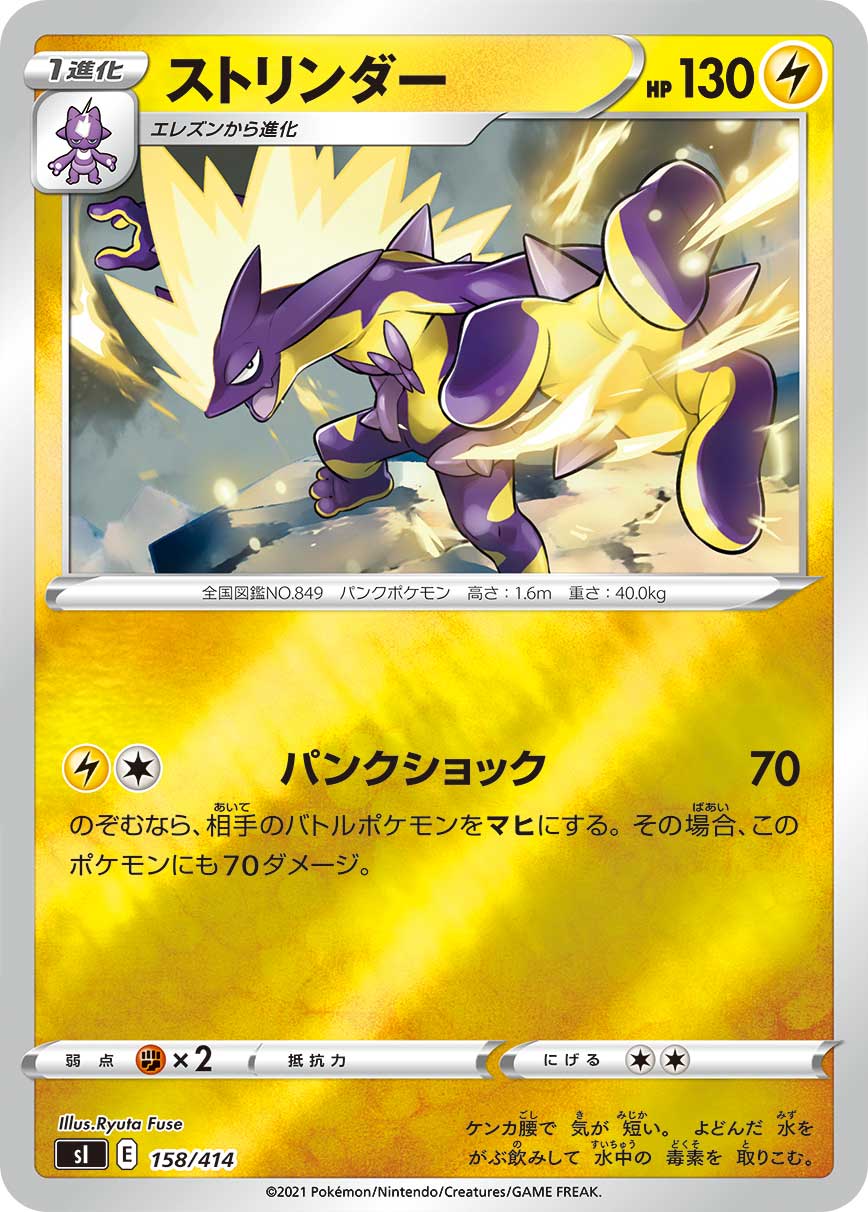 1進化
ストリンダー
HP 130
エレズンから進化
全国図鑑NO.849 パンクポケモン 高さ：1.6m 重さ：40.0kg
パンクショック 70
のぞむなら、相手のバトルポケモンをマヒにする。その場合、この
ポケモンにも70ダメージ。
弱点 ×2 抵抗力 にげる
Illus.Ryuta Fuse
sI E 158/414
ケンカ腰で 気が 短い。 よどんだ 水を
がぶ飲みして 水中の 毒素を 取りこむ。
©2021 Pokémon/Nintendo/Creatures/GAME FREAK.